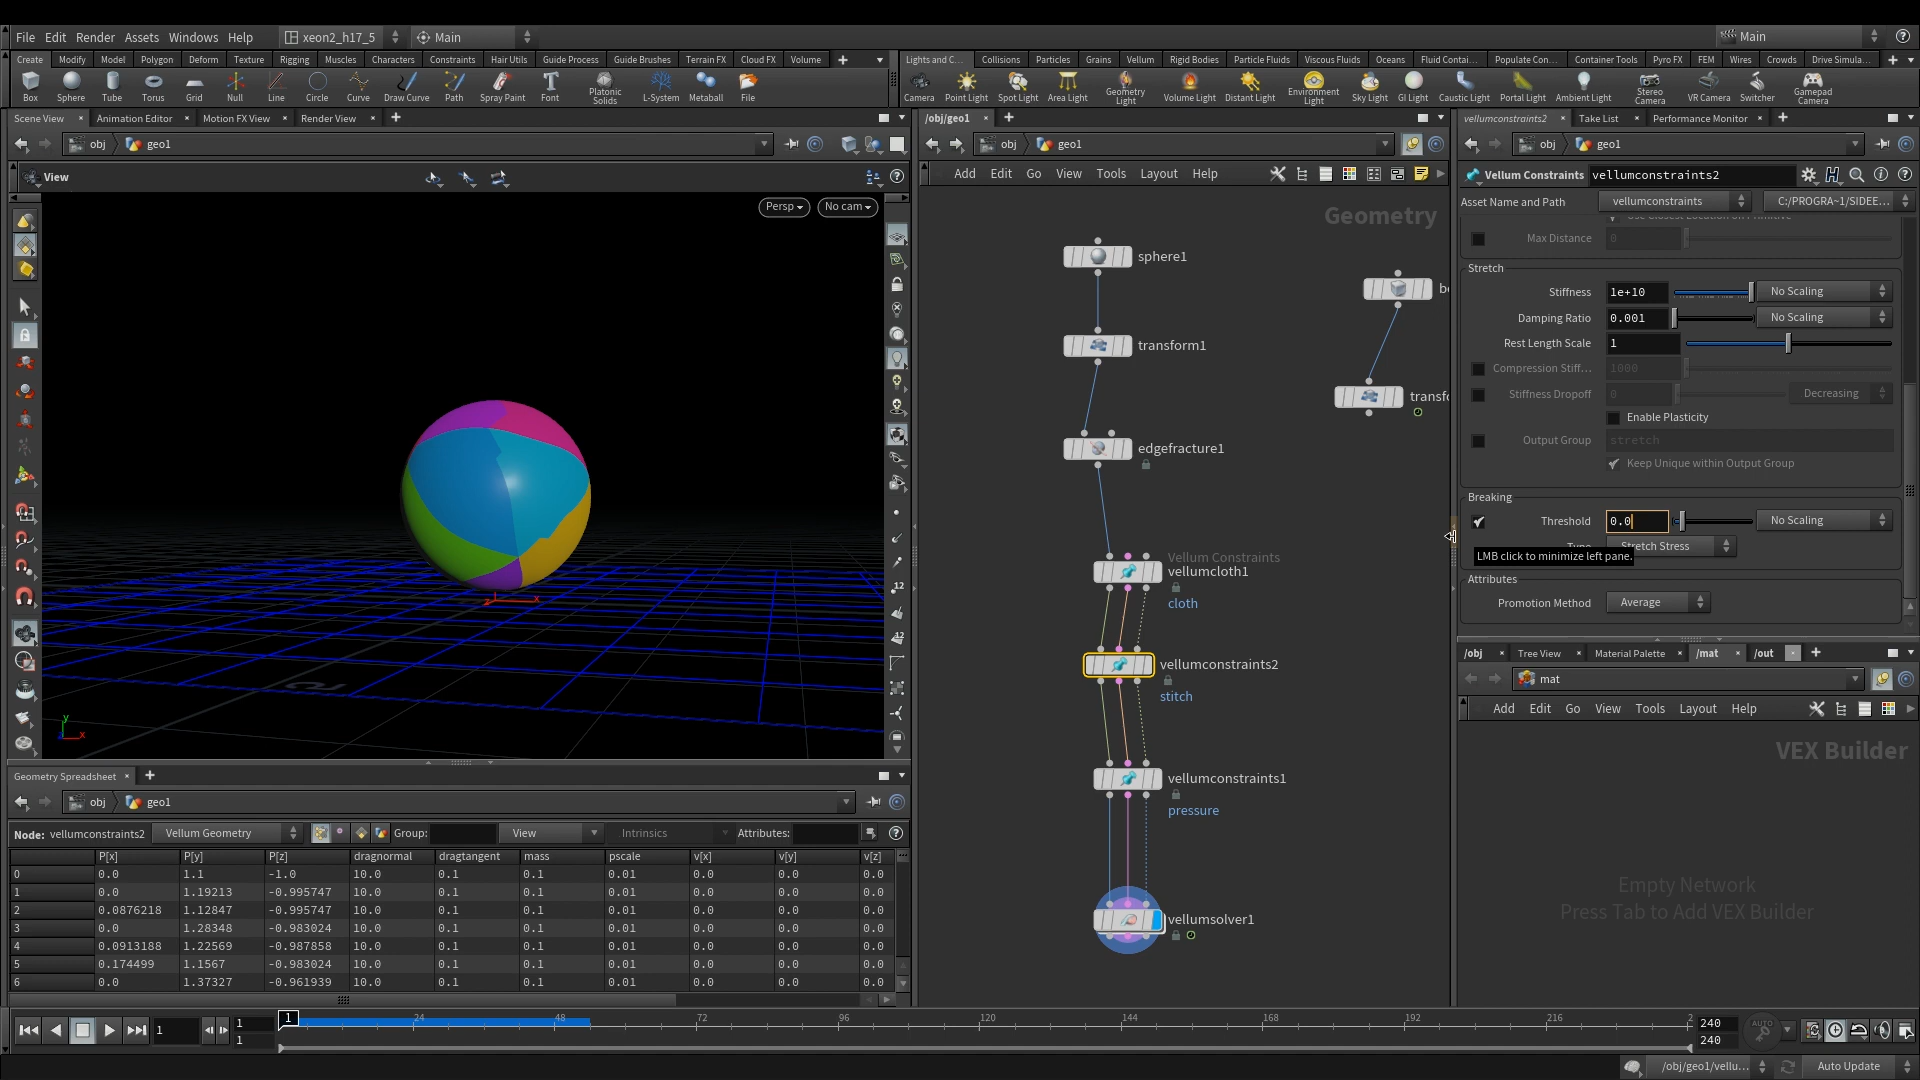 File Edit Render Assets Windows Help xeon2_h17_5 Main Main
Create Modify Model Polygon Deform Texture Rigging Muscles Characters Constraints Hair Utils Guide Process Guide Brushes Terrain FX Cloud FX Volume
Box Sphere Tube Torus Grid Null Line Circle Curve Draw Curve Path Spray Paint Font Platonic Solids L-System Metaball File
Lights and C... Collisions Particles Grains Vellum Rigid Bodies Particle Fluids Viscous Fluids Oceans Fluid Contai... Populate Con... Container Tools Pyro FX FEM Wires Crowds Drive Simula...
Camera Point Light Spot Light Area Light Geometry Light Volume Light Distant Light Environment Light Sky Light GI Light Caustic Light Portal Light Ambient Light Stereo Camera VR Camera Switcher Gamepad Camera
Scene View Animation Editor Motion FX View Render View
obj geo1
View
Persp No cam
z x
y
x
12
12
Geometry Spreadsheet
obj geo1
Node: vellumconstraints2 Vellum Geometry Group: View Intrinsics Attributes:
P[x] P[y] P[z] dragnormal dragtangent mass pscale v[x] v[y] v[z]
0 0.0 1.1 -1.0 10.0 0.1 0.1 0.01 0.0 0.0 0.0
1 0.0 1.19213 -0.995747 10.0 0.1 0.1 0.01 0.0 0.0 0.0
2 0.0876218 1.12847 -0.995747 10.0 0.1 0.1 0.01 0.0 0.0 0.0
3 0.0 1.28348 -0.983024 10.0 0.1 0.1 0.01 0.0 0.0 0.0
4 0.0913188 1.22569 -0.987858 10.0 0.1 0.1 0.01 0.0 0.0 0.0
5 0.174499 1.1567 -0.983024 10.0 0.1 0.1 0.01 0.0 0.0 0.0
6 0.0 1.37327 -0.961939 10.0 0.1 0.1 0.01 0.0 0.0 0.0
/obj/geo1
obj geo1
Add Edit Go View Tools Layout Help
Geometry
sphere1
transform1
edgefracture1
Vellum Constraints
vellumcloth1
cloth
vellumconstraints2
stitch
vellumconstraints1
pressure
vellumsolver1
vellumconstraints2 Take List Performance Monitor
obj geo1
Vellum Constraints vellumconstraints2
Asset Name and Path vellumconstraints C:/PROGRA~1/SIDEE...
Max Distance 0
Stretch
Stiffness 1e+10 No Scaling
Damping Ratio 0.001 No Scaling
Rest Length Scale 1
Compression Stiff... 1000
Stiffness Dropoff 0 Decreasing
Enable Plasticity
Output Group stretch
Keep Unique within Output Group
Breaking
Threshold 0.0 No Scaling
Stretch Stress
LMB click to minimize left pane.
Attributes
Promotion Method Average
/obj Tree View Material Palette /mat /out
mat
Add Edit Go View Tools Layout Help
VEX Builder
Empty Network
Press Tab to Add VEX Builder
1 1 1 1 24 48 72 96 120 144 168 192 216 2 240 240 AUTO
/obj/geo1/vellu... Auto Update